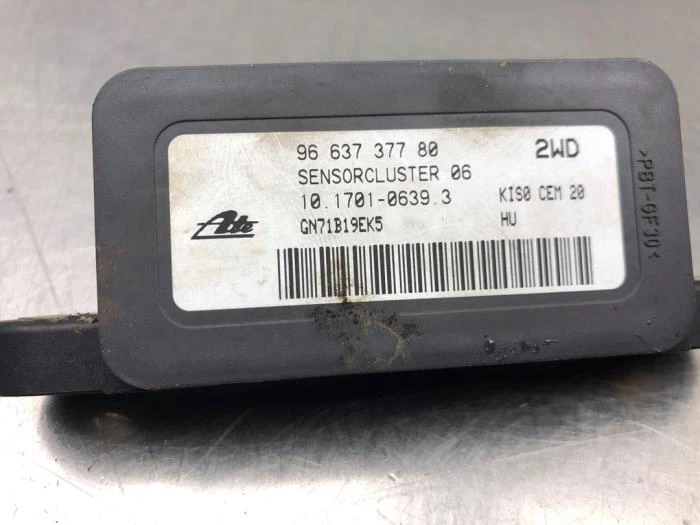 96 637 377 80 2WD
SENSORCLUSTER 06
10.1701-0639.3 KIS0 CEM 20
GN71B19EK5 HU
Ate
>PBT-GF30<